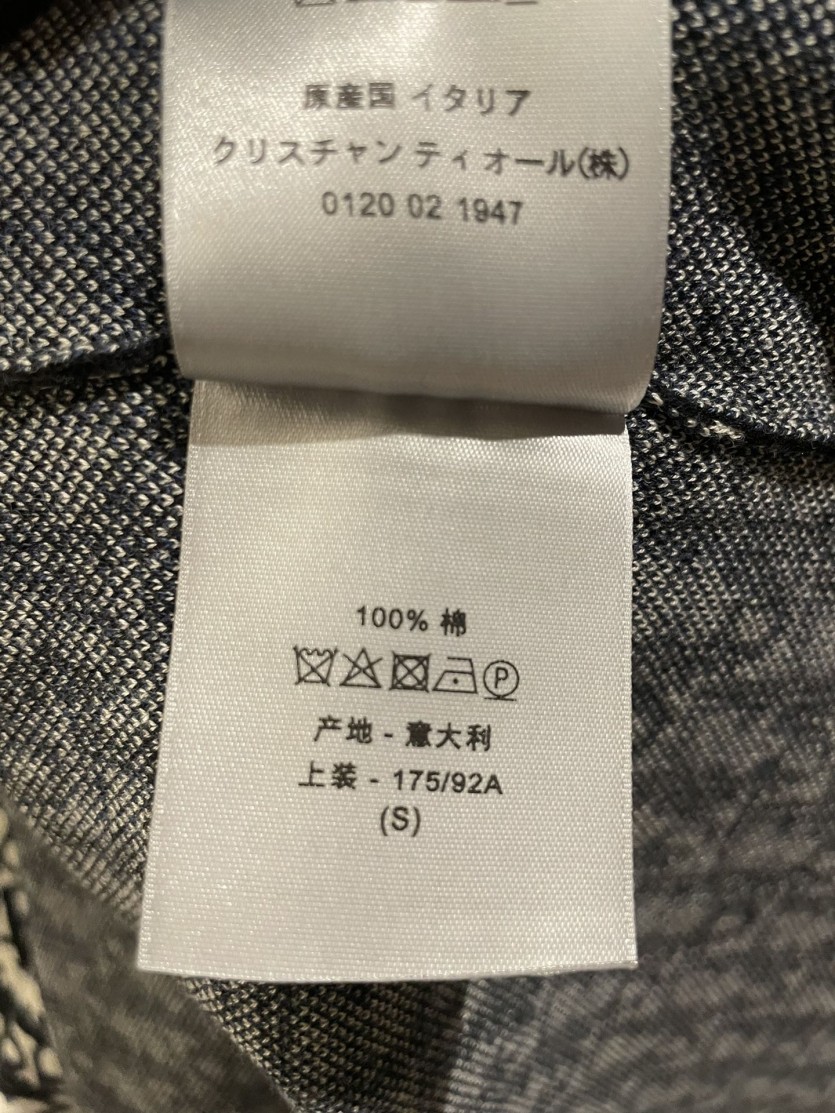 原産国 イタリア
クリスチャン ディオール(株)
0120 02 1947
100% 棉
P
产地 - 意大利
上装 - 175/92A
(S)